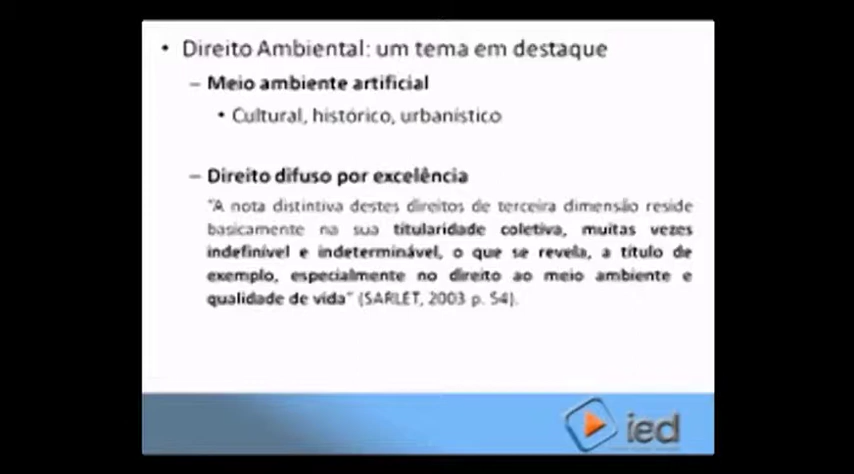 • Direito Ambiental: um tema em destaque
– Meio ambiente artificial
• Cultural, histórico, urbanístico
– Direito difuso por excelência
"A nota distintiva destes direitos de terceira dimensão reside
basicamente na sua titularidade coletiva, muitas vezes
indefinível e indeterminável, o que se revela, a título de
exemplo, especialmente no direito ao meio ambiente e
qualidade de vida" (SARLET, 2003 p. 54).
ied